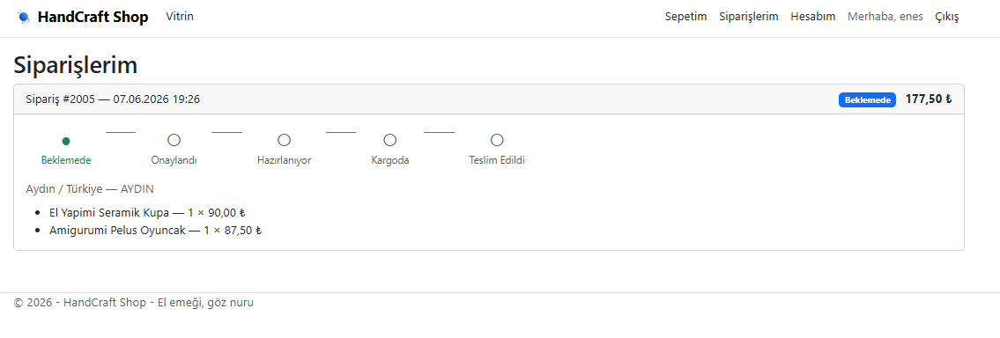 HandCraft Shop Vitrin Sepetim Siparişlerim Hesabım Merhaba, enes Çıkış
Siparişlerim
Sipariş #2005 — 07.06.2026 19:26 Beklemede 177,50 ₺
Beklemede Onaylandı Hazırlanıyor Kargoda Teslim Edildi
Aydın / Türkiye — AYDIN
• El Yapimi Seramik Kupa — 1 × 90,00 ₺
• Amigurumi Pelus Oyuncak — 1 × 87,50 ₺
© 2026 - HandCraft Shop - El emeği, göz nuru